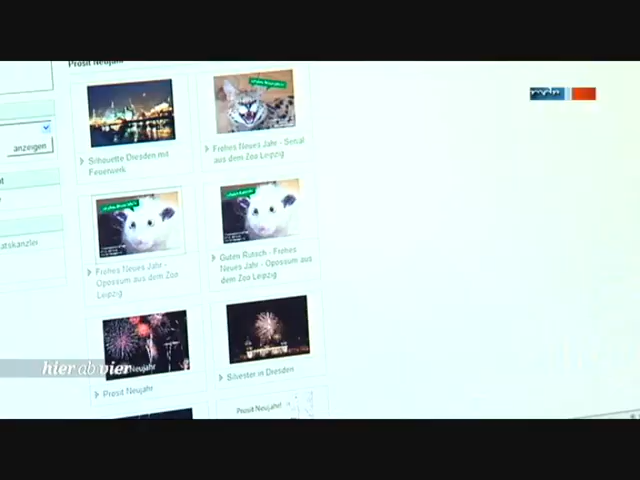 Prosit Neujahr
mdr
anzeigen
Silhouette Dresden mit
Feuerwerk
Frohes Neues Jahr - Serval
aus dem Zoo Leipzig
atskanzlei
Frohes Neues Jahr -
Opossum aus dem Zoo
Leipzig
Guten Rutsch - Frohes
Neues Jahr - Opossum aus
dem Zoo Leipzig
hier ab vier
Prosit Neujahr
Silvester in Dresden
Prosit Neujahr!